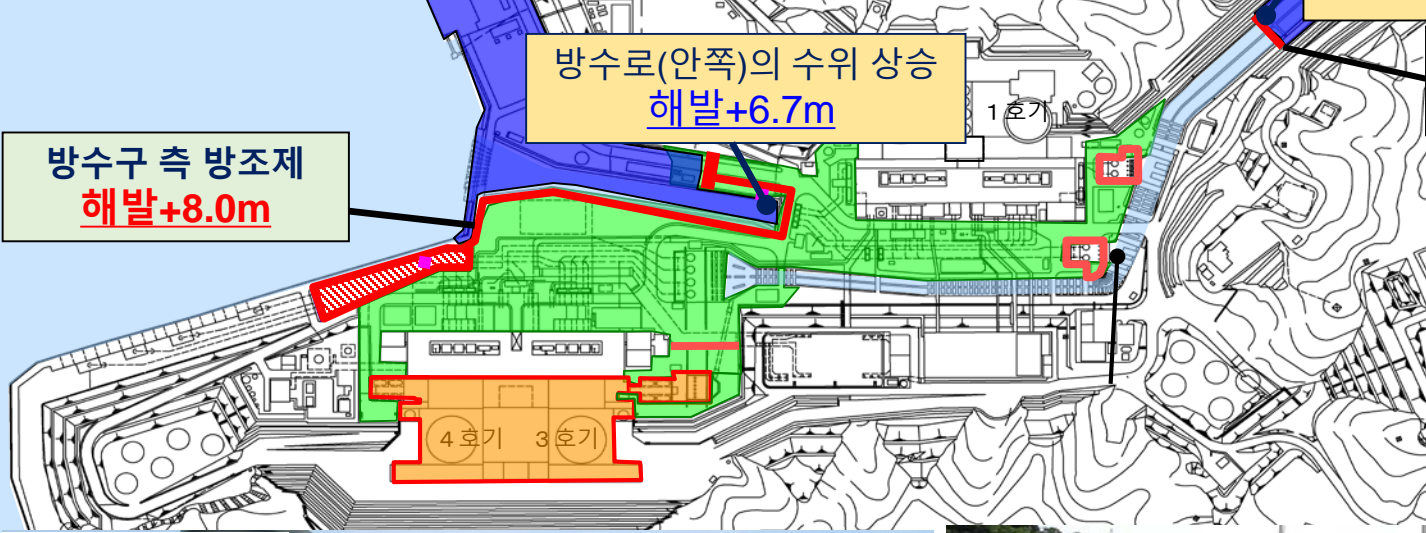 방수로(안쪽)의 수위 상승
해발+6.7m
1 호기
방수구 측 방조제
해발+8.0m
4 호기
3 호기